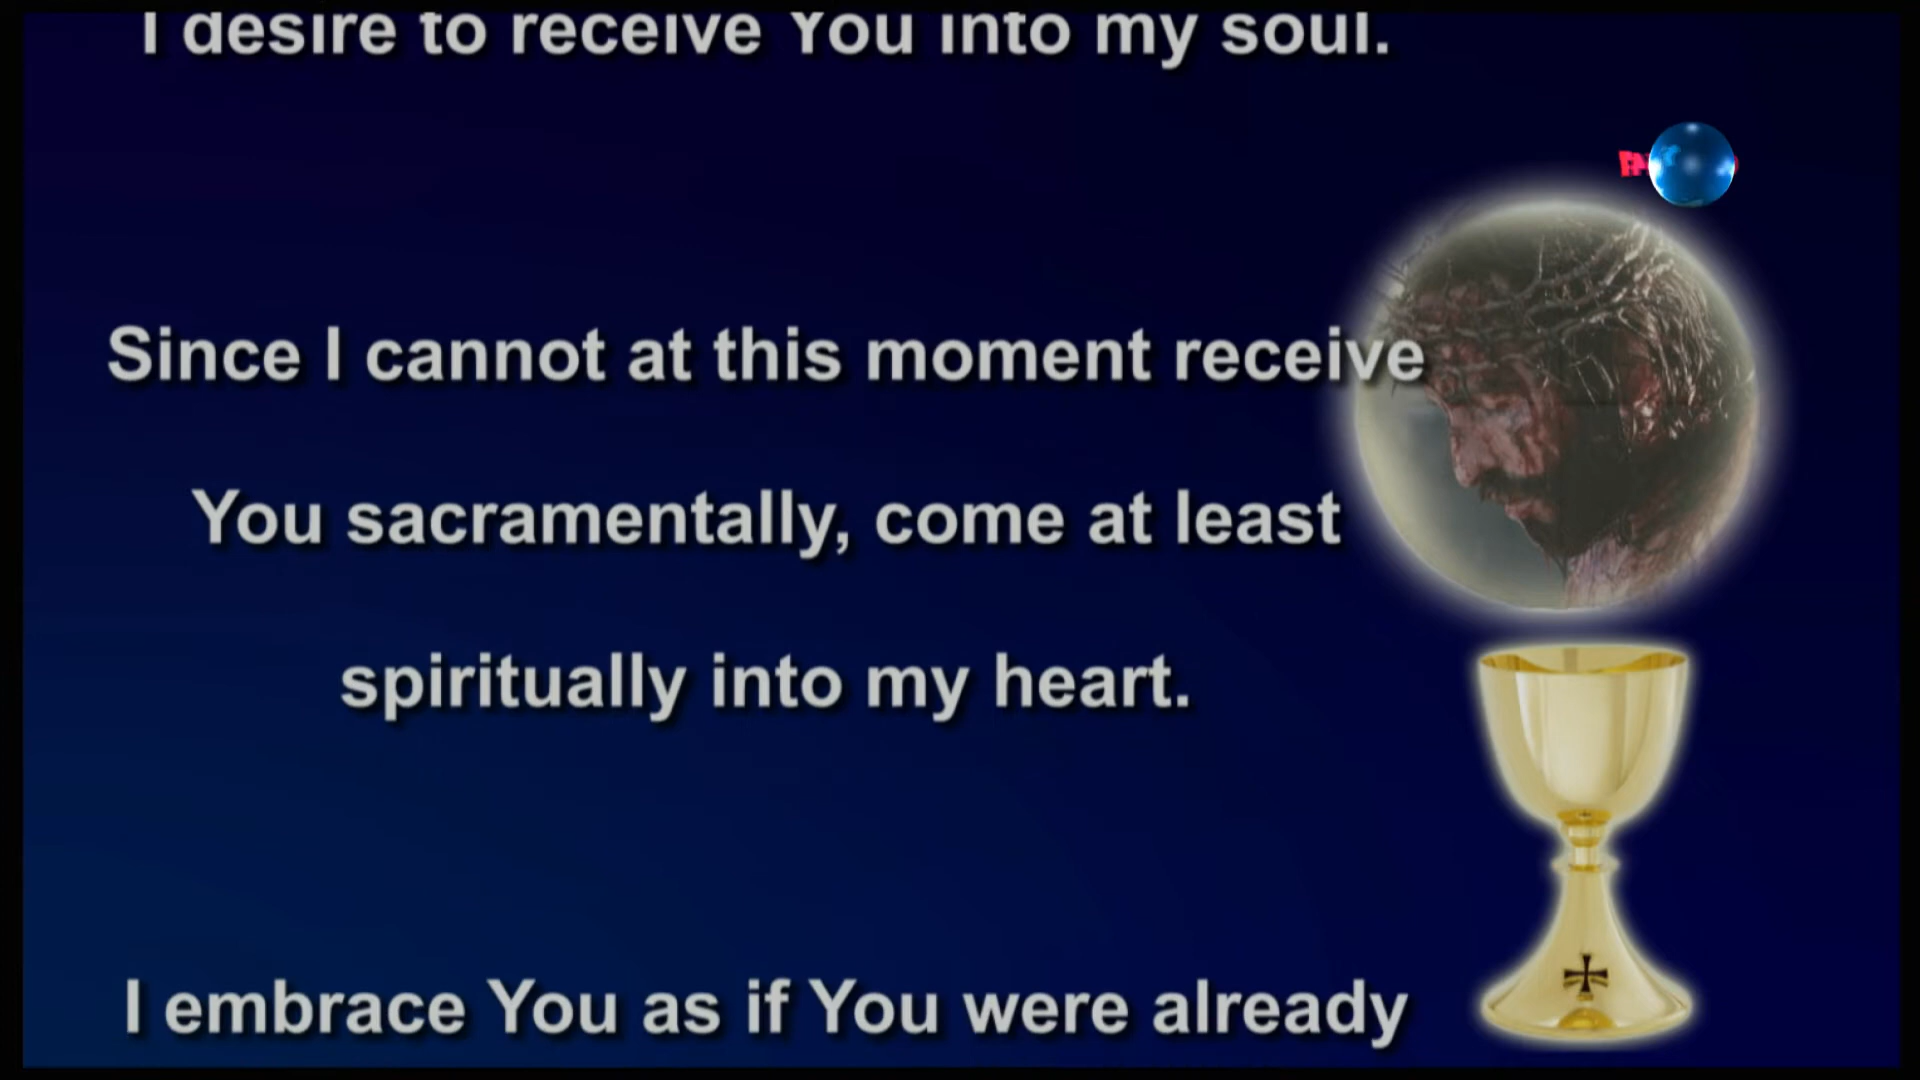 I desire to receive You into my soul.
Since I cannot at this moment receive
You sacramentally, come at least
spiritually into my heart.
I embrace You as if You were already